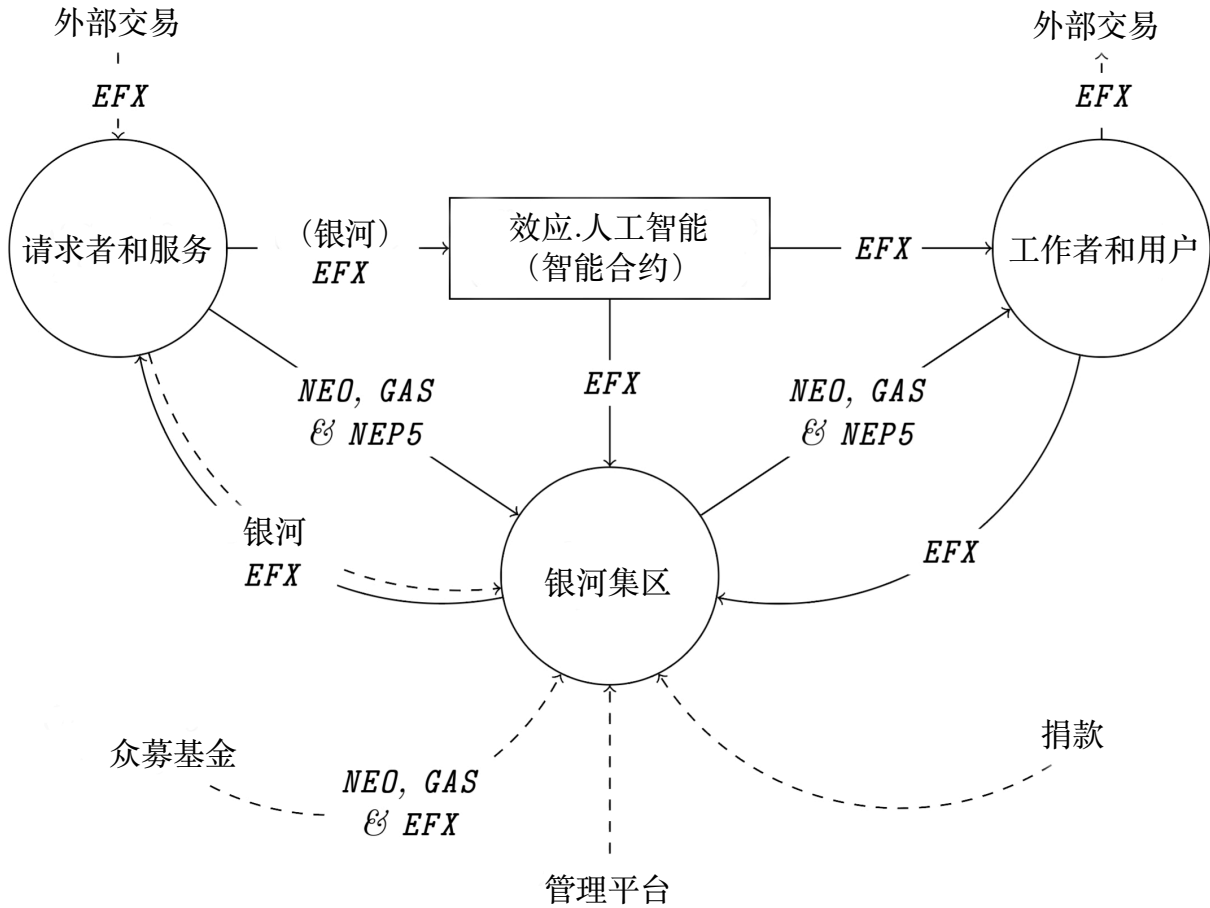 外部交易
外部交易
EFX
EFX
请求者和服务
（银河）
EFX
效应.人工智能
（智能合约）
EFX
工作者和用户
NEO, GAS
& NEP5
EFX
NEO, GAS
& NEP5
银河
EFX
EFX
银河集区
众募基金
捐款
NEO, GAS
& EFX
管理平台